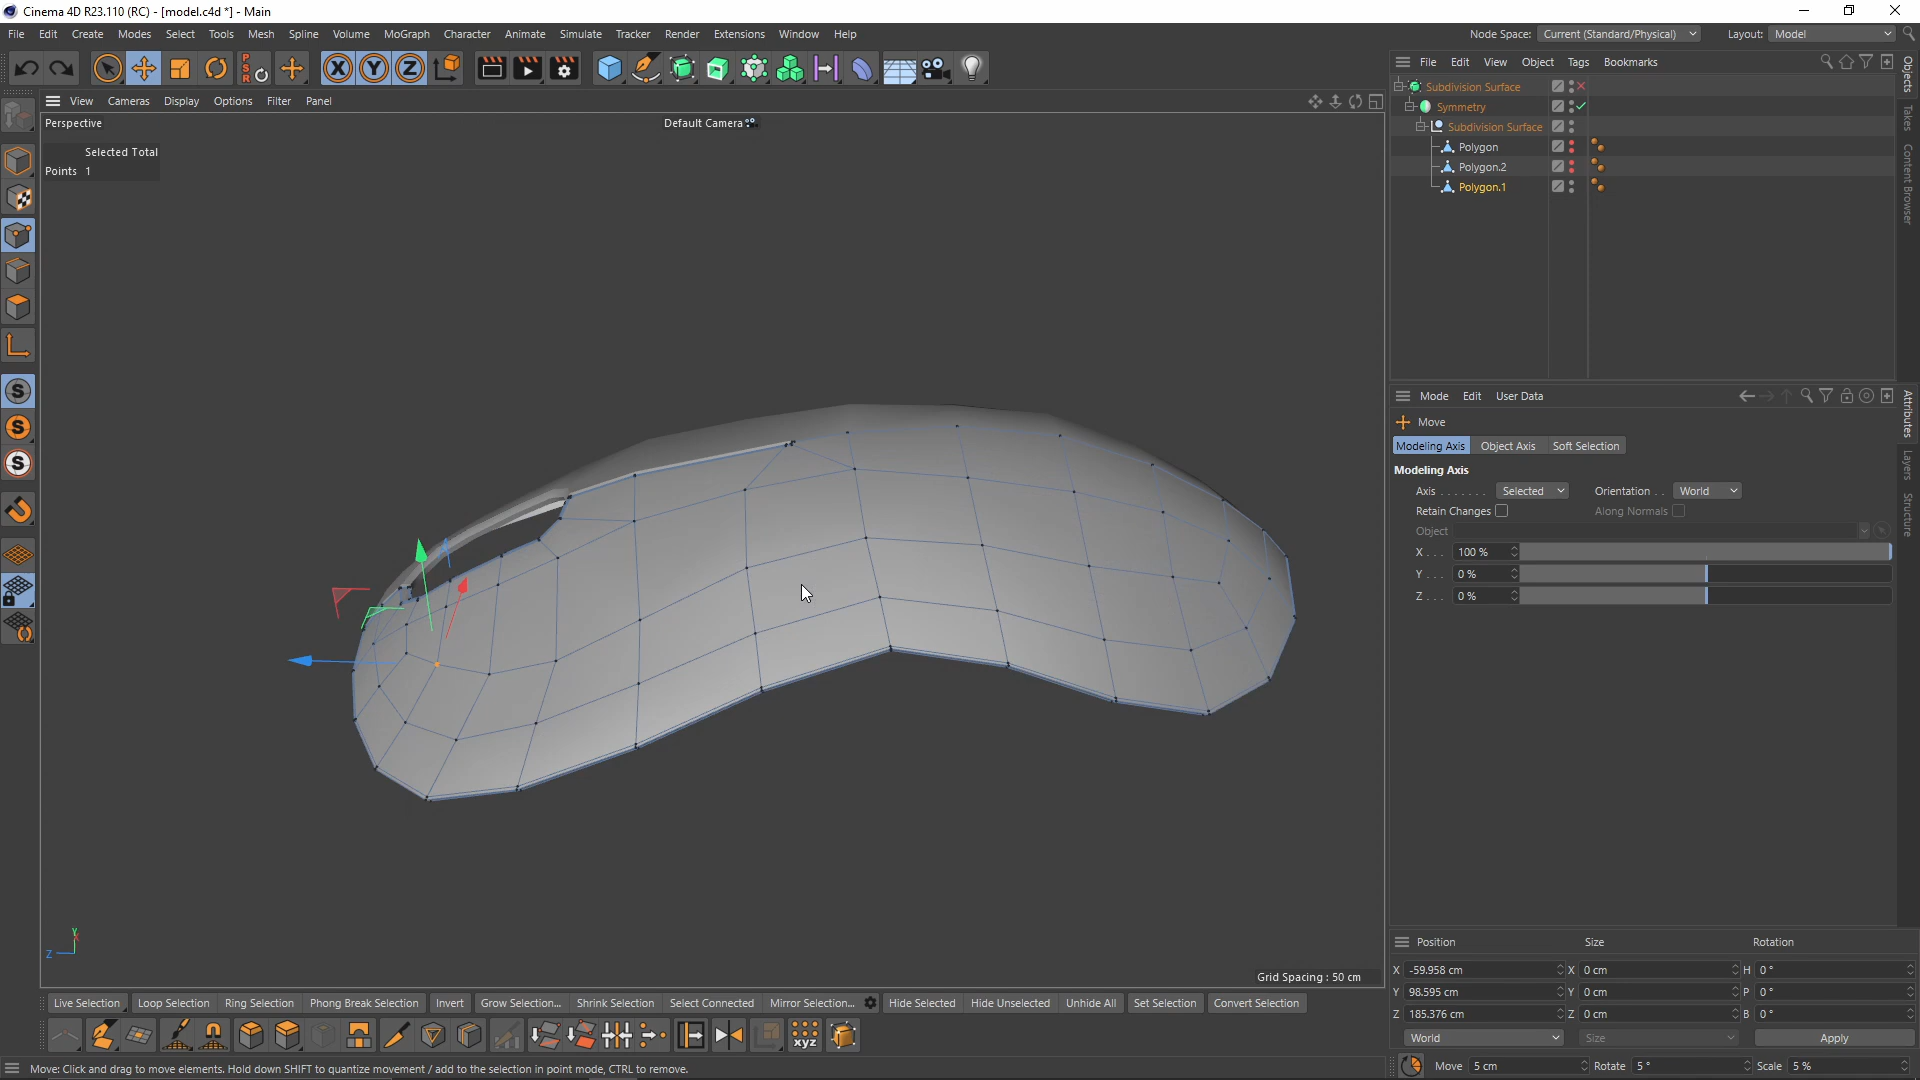 Cinema 4D R23.110 (RC) - [model.c4d *] - Main
File Edit Create Modes Select Tools Mesh Spline Volume MoGraph Character Animate Simulate Tracker Render Extensions Window Help
Node Space: Current (Standard/Physical) Layout: Model
PSR X Y Z
File Edit View Object Tags Bookmarks
View Cameras Display Options Filter Panel
Perspective
Default Camera
Selected Total
Points 1
Subdivision Surface
Symmetry
Subdivision Surface
Polygon
Polygon.2
Polygon.1
Objects
Takes
Content Browser
Mode Edit User Data
Move
Modeling Axis Object Axis Soft Selection
Modeling Axis
Axis . . . . . . . Selected Orientation . . World
Retain Changes Along Normals
Object
X . . . 100 %
Y . . . 0 %
Z . . . 0 %
Attributes
Layers
Structure
Y
Z
Grid Spacing : 50 cm
Position Size Rotation
X -59.958 cm X 0 cm H 0 °
Y 98.595 cm Y 0 cm P 0 °
Z 185.376 cm Z 0 cm B 0 °
World Size Apply
Live Selection Loop Selection Ring Selection Phong Break Selection Invert Grow Selection... Shrink Selection Select Connected Mirror Selection... Hide Selected Hide Unselected Unhide All Set Selection Convert Selection
xyz
Move: Click and drag to move elements. Hold down SHIFT to quantize movement / add to the selection in point mode, CTRL to remove.
Move 5 cm Rotate 5 ° Scale 5 %